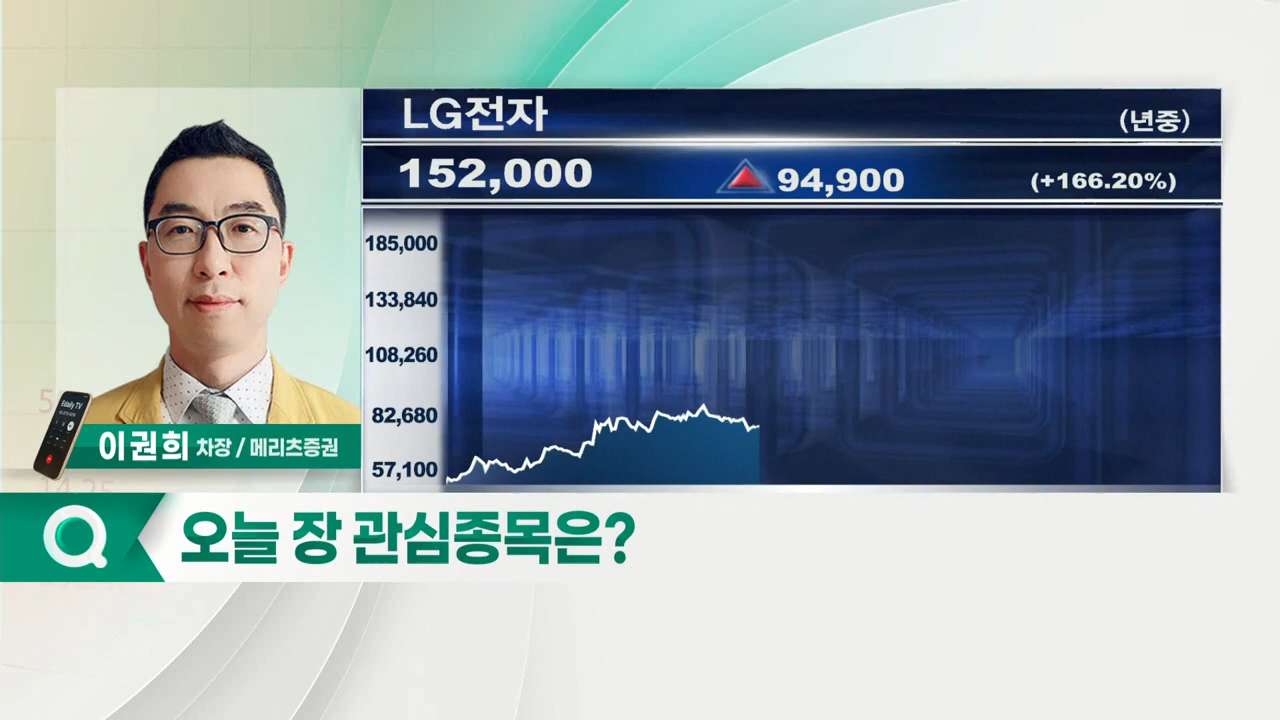 LG전자 (년중)
152,000 94,900 (+166.20%)
185,000
133,840
108,260
82,680
57,100
Edaily TV
이권희 차장 / 메리츠증권
오늘 장 관심종목은?